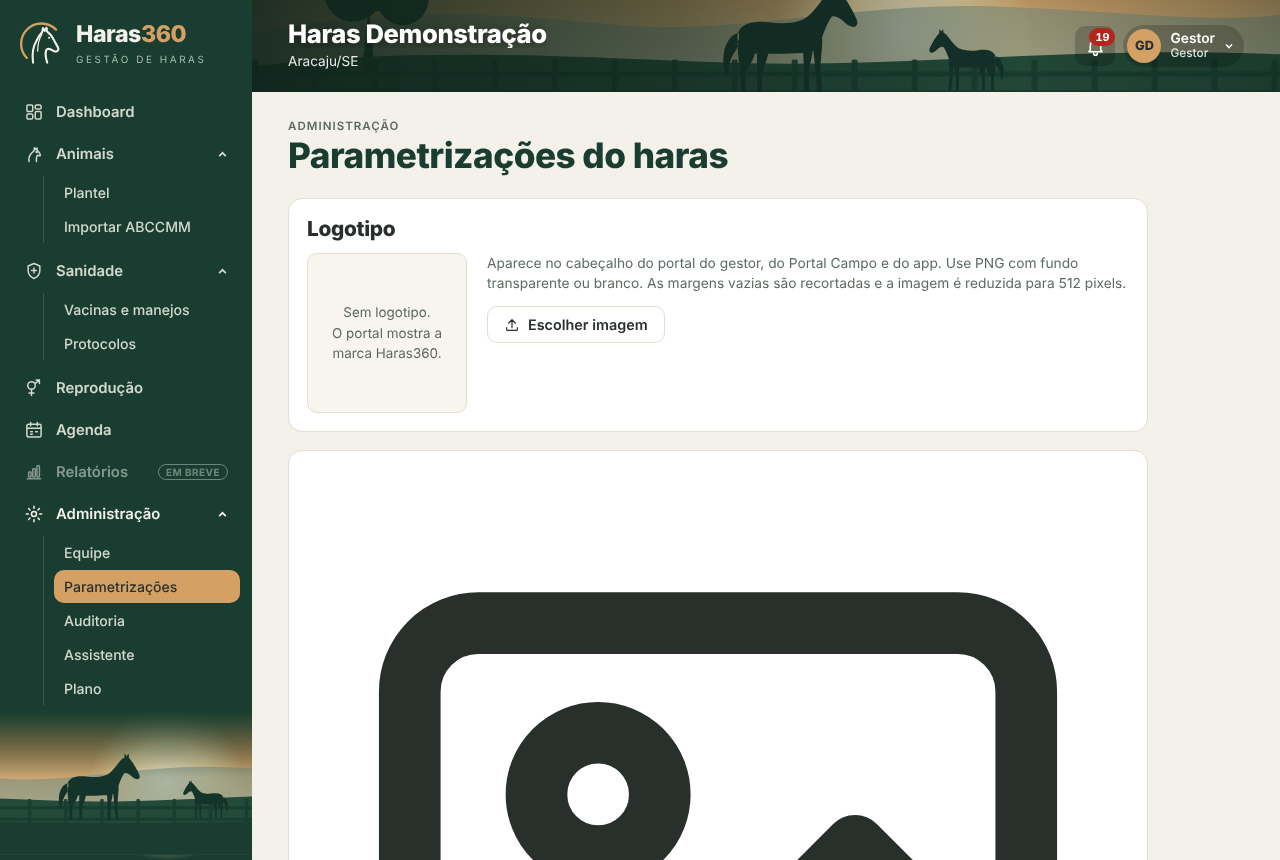 Haras360
GESTÃO DE HARAS
Dashboard
Animais
Plantel
Importar ABCCMM
Sanidade
Vacinas e manejos
Protocolos
Reprodução
Agenda
Relatórios EM BREVE
Administração
Equipe
Parametrizações
Auditoria
Assistente
Plano
Haras Demonstração
Aracaju/SE
19
GD
Gestor
Gestor
ADMINISTRAÇÃO
Parametrizações do haras
Logotipo
Sem logotipo.
O portal mostra a
marca Haras360.
Aparece no cabeçalho do portal do gestor, do Portal Campo e do app. Use PNG com fundo
transparente ou branco. As margens vazias são recortadas e a imagem é reduzida para 512 pixels.
Escolher imagem